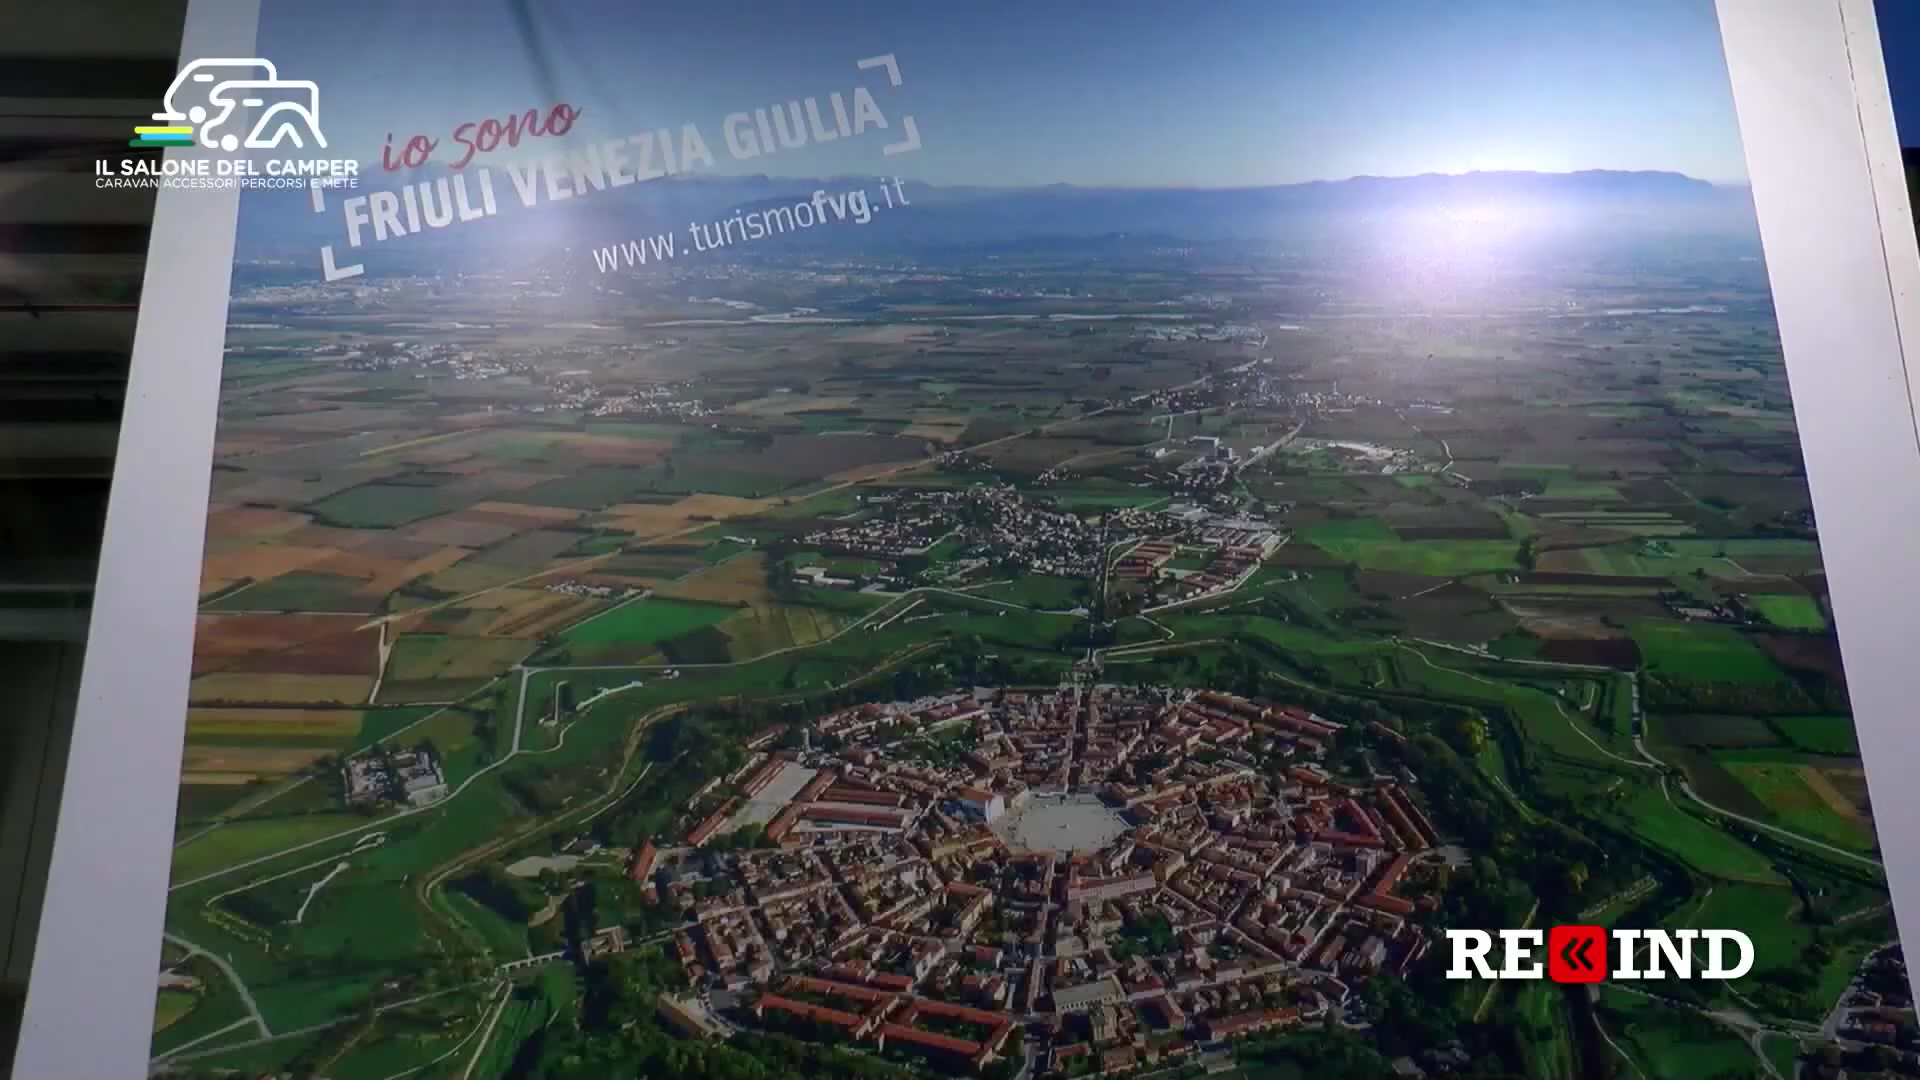 IL SALONE DEL CAMPER
CARAVAN ACCESSORI PERCORSI E METE
io sono
FRIULI VENEZIA GIULIA
www.turismofvg.it
REWIND